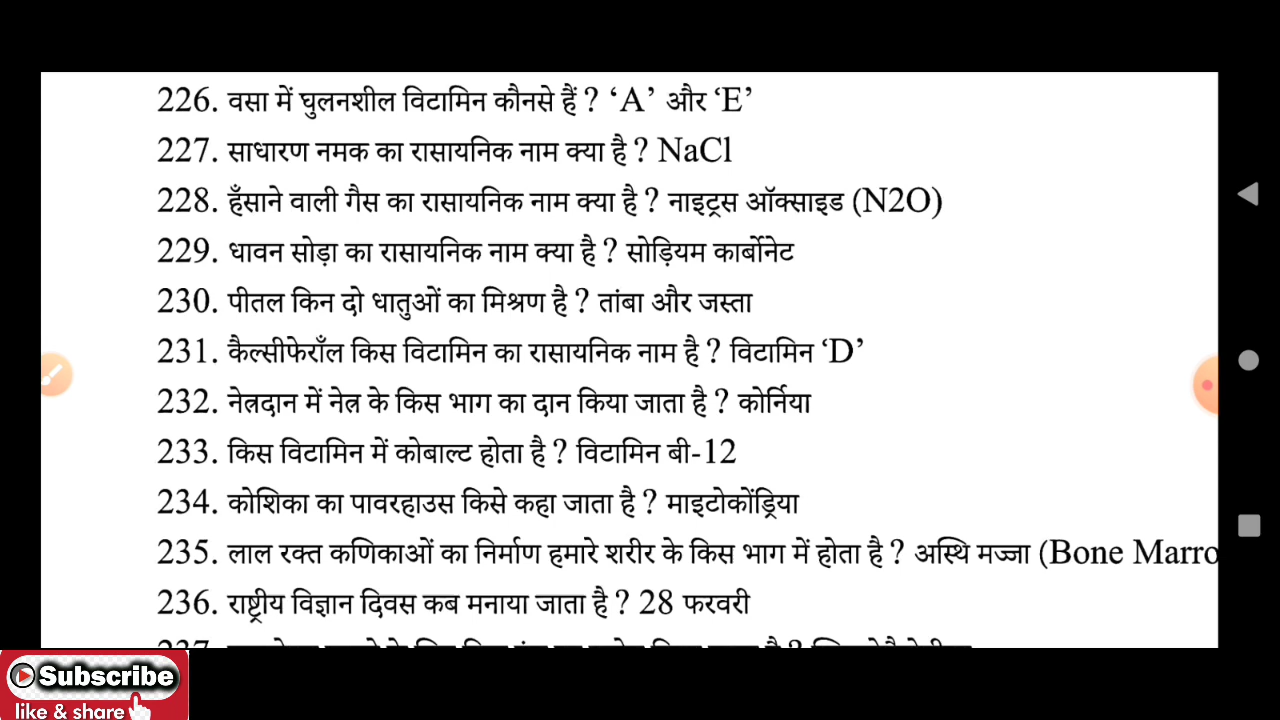 226. वसा में घुलनशील विटामिन कौनसे हैं ? ‘A’ और ‘E’
227. साधारण नमक का रासायनिक नाम क्या है ? NaCl
228. हँसाने वाली गैस का रासायनिक नाम क्या है ? नाइट्रस ऑक्साइड (N2O)
229. धावन सोड़ा का रासायनिक नाम क्या है ? सोड़ियम कार्बोनेट
230. पीतल किन दो धातुओं का मिश्रण है ? तांबा और जस्ता
231. कैल्सीफेराँल किस विटामिन का रासायनिक नाम है ? विटामिन ‘D’
232. नेत्रदान में नेत्र के किस भाग का दान किया जाता है ? कोर्निया
233. किस विटामिन में कोबाल्ट होता है ? विटामिन बी-12
234. कोशिका का पावरहाउस किसे कहा जाता है ? माइटोकोंड्रिया
235. लाल रक्त कणिकाओं का निर्माण हमारे शरीर के किस भाग में होता है ? अस्थि मज्जा (Bone Marro
236. राष्ट्रीय विज्ञान दिवस कब मनाया जाता है ? 28 फरवरी
237.
Subscribe
like & share